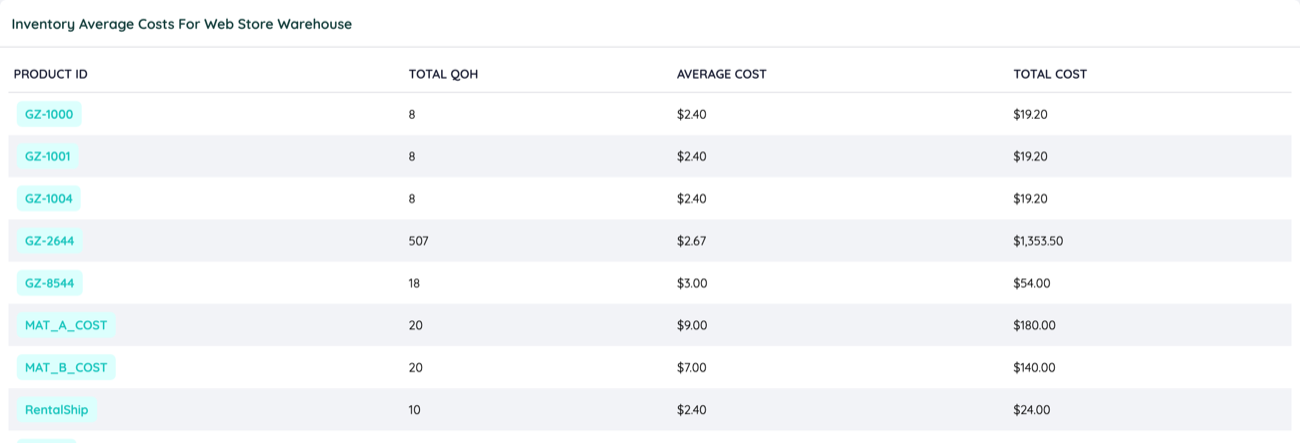 Inventory Average Costs For Web Store Warehouse
PRODUCT ID TOTAL QOH AVERAGE COST TOTAL COST
GZ-1000 8 $2.40 $19.20
GZ-1001 8 $2.40 $19.20
GZ-1004 8 $2.40 $19.20
GZ-2644 507 $2.67 $1,353.50
GZ-8544 18 $3.00 $54.00
MAT_A_COST 20 $9.00 $180.00
MAT_B_COST 20 $7.00 $140.00
RentalShip 10 $2.40 $24.00